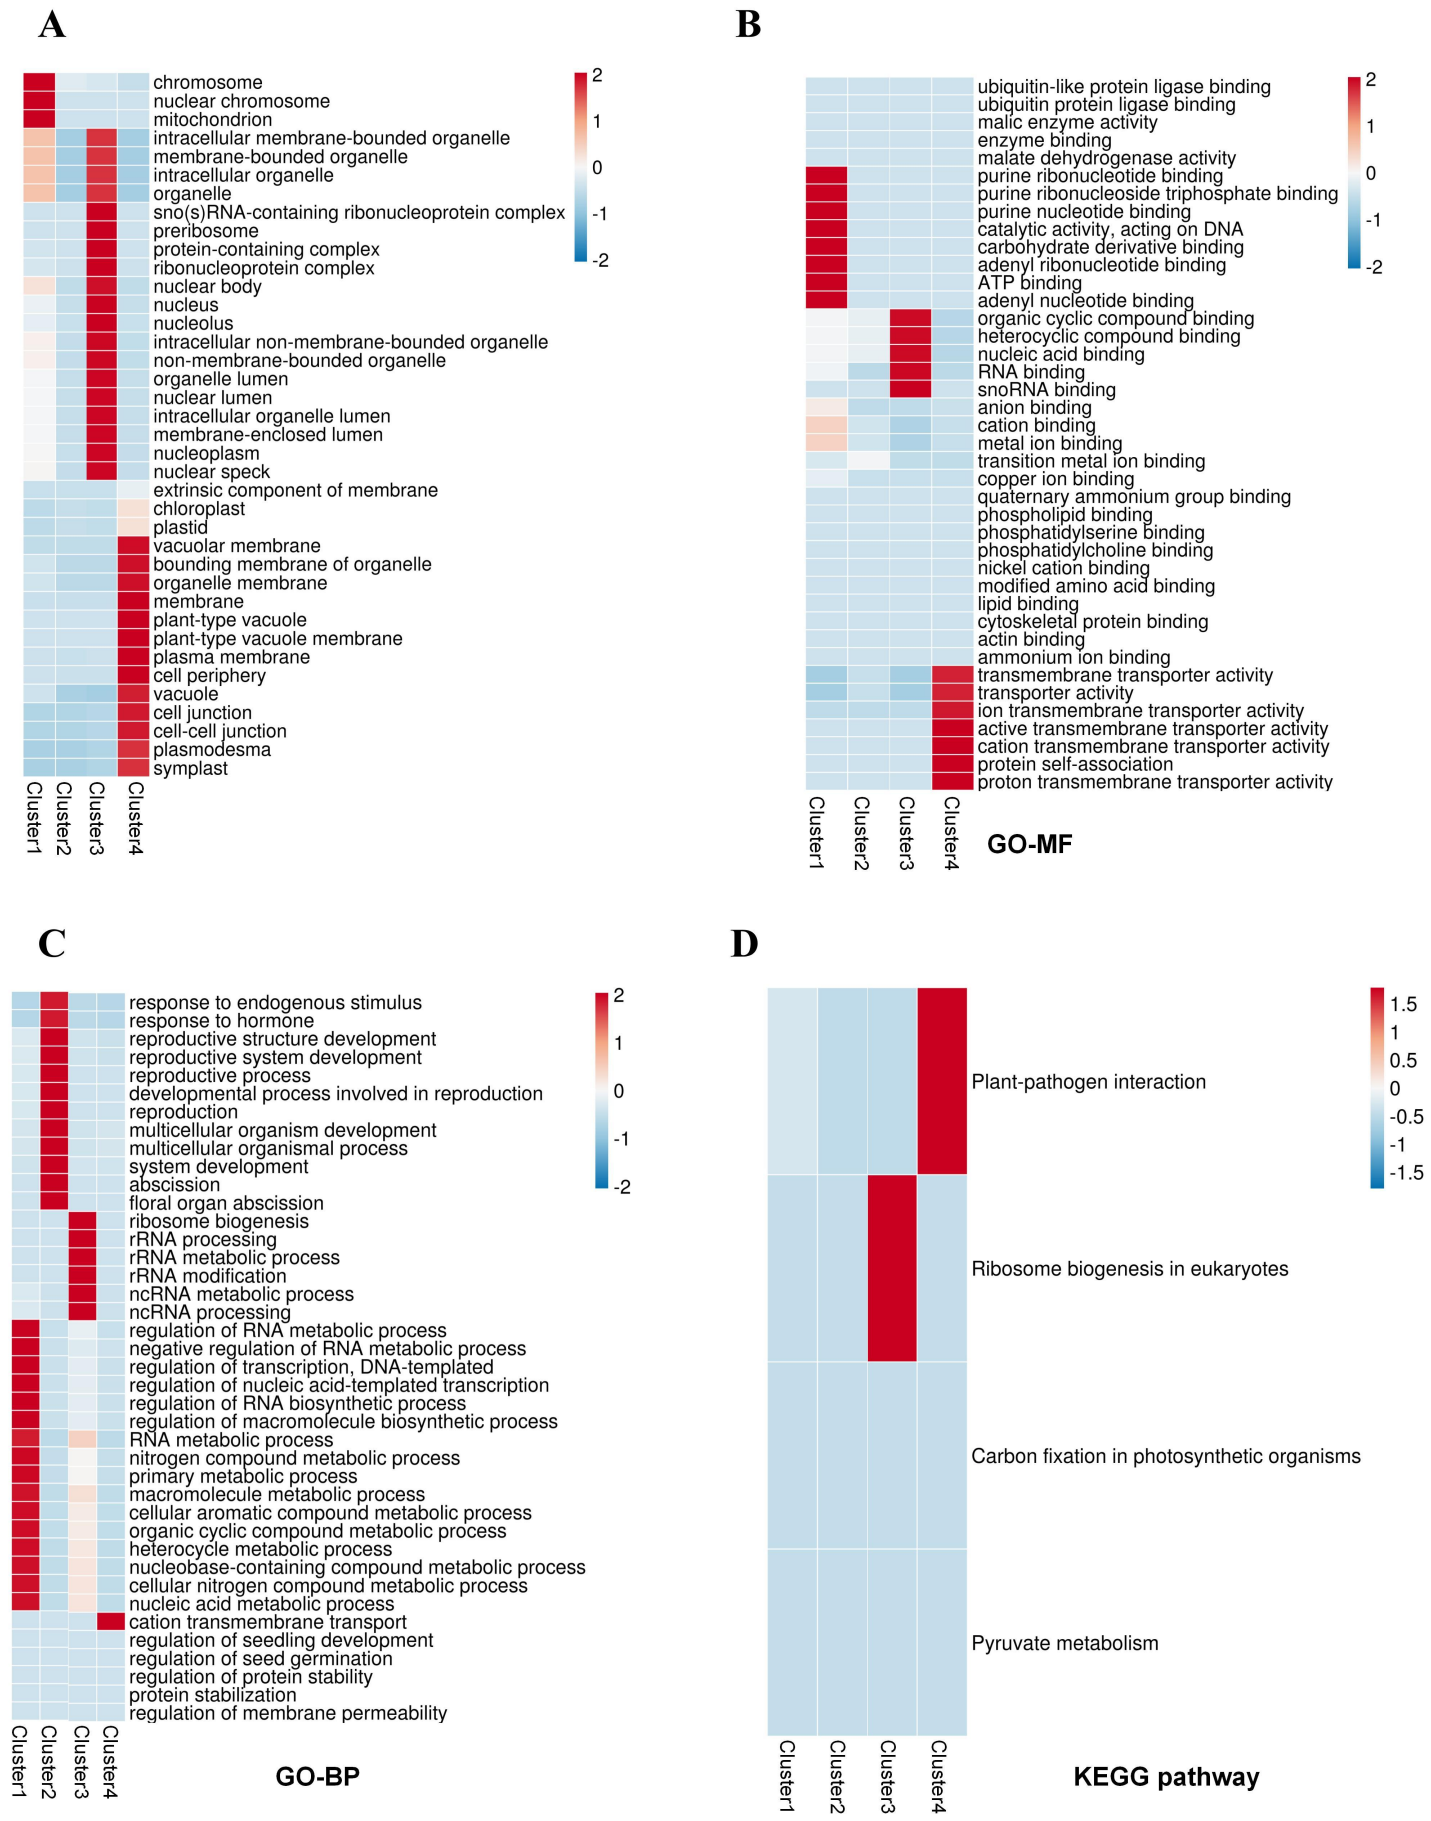 A
chromosome
nuclear chromosome
mitochondrion
intracellular membrane-bounded organelle
membrane-bounded organelle
intracellular organelle
organelle
sno(s)RNA-containing ribonucleoprotein complex
preribosome
protein-containing complex
ribonucleoprotein complex
nuclear body
nucleus
nucleolus
intracellular non-membrane-bounded organelle
non-membrane-bounded organelle
organelle lumen
nuclear lumen
intracellular organelle lumen
membrane-enclosed lumen
nucleoplasm
nuclear speck
extrinsic component of membrane
chloroplast
plastid
vacuolar membrane
bounding membrane of organelle
organelle membrane
membrane
plant-type vacuole
plant-type vacuole membrane
plasma membrane
cell periphery
vacuole
cell junction
cell-cell junction
plasmodesma
symplast
2
1
0
-1
-2
Cluster1
Cluster2
Cluster3
Cluster4
B
ubiquitin-like protein ligase binding
ubiquitin protein ligase binding
malic enzyme activity
enzyme binding
malate dehydrogenase activity
purine ribonucleotide binding
purine ribonucleoside triphosphate binding
purine nucleotide binding
catalytic activity, acting on DNA
carbohydrate derivative binding
adenyl ribonucleotide binding
ATP binding
adenyl nucleotide binding
organic cyclic compound binding
heterocyclic compound binding
nucleic acid binding
RNA binding
snoRNA binding
anion binding
cation binding
metal ion binding
transition metal ion binding
copper ion binding
quaternary ammonium group binding
phospholipid binding
phosphatidylserine binding
phosphatidylcholine binding
nickel cation binding
modified amino acid binding
lipid binding
cytoskeletal protein binding
actin binding
ammonium ion binding
transmembrane transporter activity
transporter activity
ion transmembrane transporter activity
active transmembrane transporter activity
cation transmembrane transporter activity
protein self-association
proton transmembrane transporter activity
2
1
0
-1
-2
Cluster1
Cluster2
Cluster3
Cluster4
GO-MF
C
response to endogenous stimulus
response to hormone
reproductive structure development
reproductive system development
reproductive process
developmental process involved in reproduction
reproduction
multicellular organism development
multicellular organismal process
system development
abscission
floral organ abscission
ribosome biogenesis
rRNA processing
rRNA metabolic process
rRNA modification
ncRNA metabolic process
ncRNA processing
regulation of RNA metabolic process
negative regulation of RNA metabolic process
regulation of transcription, DNA-templated
regulation of nucleic acid-templated transcription
regulation of RNA biosynthetic process
regulation of macromolecule biosynthetic process
RNA metabolic process
nitrogen compound metabolic process
primary metabolic process
macromolecule metabolic process
cellular aromatic compound metabolic process
organic cyclic compound metabolic process
heterocycle metabolic process
nucleobase-containing compound metabolic process
cellular nitrogen compound metabolic process
nucleic acid metabolic process
cation transmembrane transport
regulation of seedling development
regulation of seed germination
regulation of protein stability
protein stabilization
regulation of membrane permeability
2
1
0
-1
-2
Cluster1
Cluster2
Cluster3
Cluster4
GO-BP
D
Plant-pathogen interaction
Ribosome biogenesis in eukaryotes
Carbon fixation in photosynthetic organisms
Pyruvate metabolism
1.5
1
0.5
0
-0.5
-1
-1.5
Cluster1
Cluster2
Cluster3
Cluster4
KEGG pathway